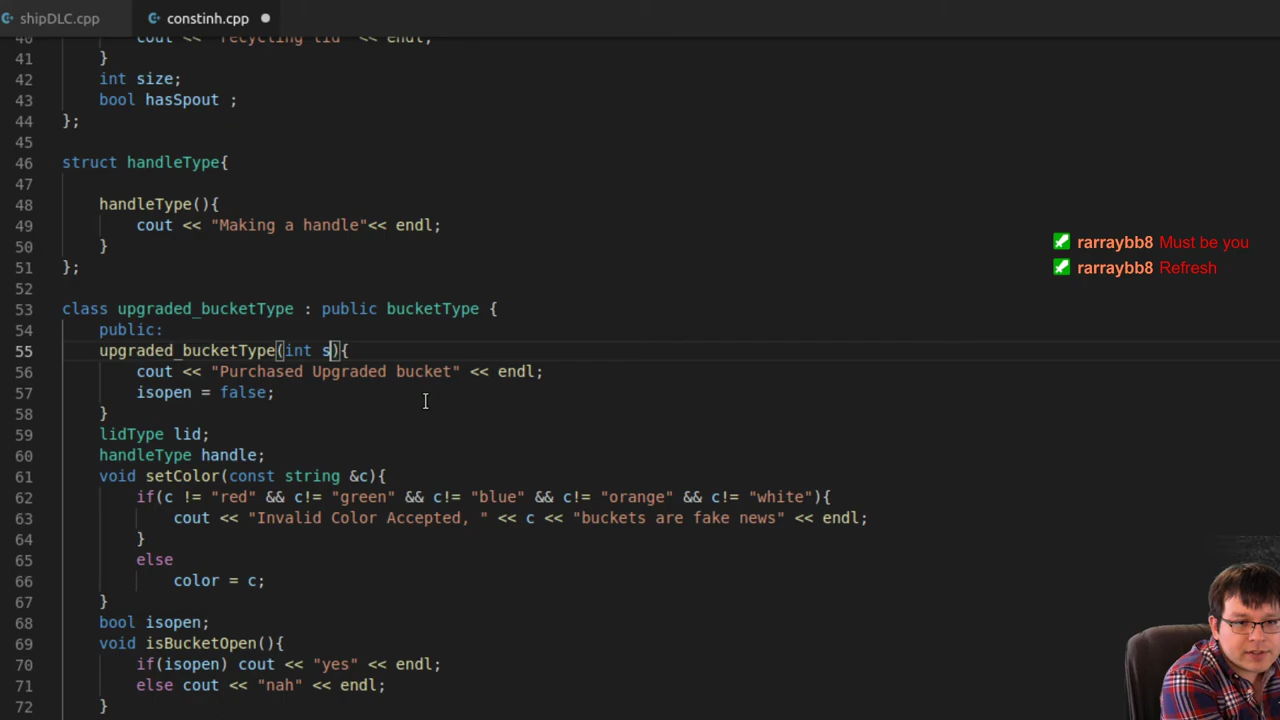 shipDLC.cpp
constinh.cpp
40 cout << "recycling lid" << endl;
41 }
42 int size;
43 bool hasSpout ;
44 };
45
46 struct handleType{
47
48 handleType(){
49 cout << "Making a handle"<< endl;
50 }
51 };
52
53 class upgraded_bucketType : public bucketType {
54 public:
55 upgraded_bucketType(int s){
56 cout << "Purchased Upgraded bucket" << endl;
57 isopen = false;
58 }
59 lidType lid;
60 handleType handle;
61 void setColor(const string &c){
62 if(c != "red" && c!= "green" && c!= "blue" && c!= "orange" && c!= "white"){
63 cout << "Invalid Color Accepted, " << c << "buckets are fake news" << endl;
64 }
65 else
66 color = c;
67 }
68 bool isopen;
69 void isBucketOpen(){
70 if(isopen) cout << "yes" << endl;
71 else cout << "nah" << endl;
72 }
rarraybb8 Must be you
rarraybb8 Refresh